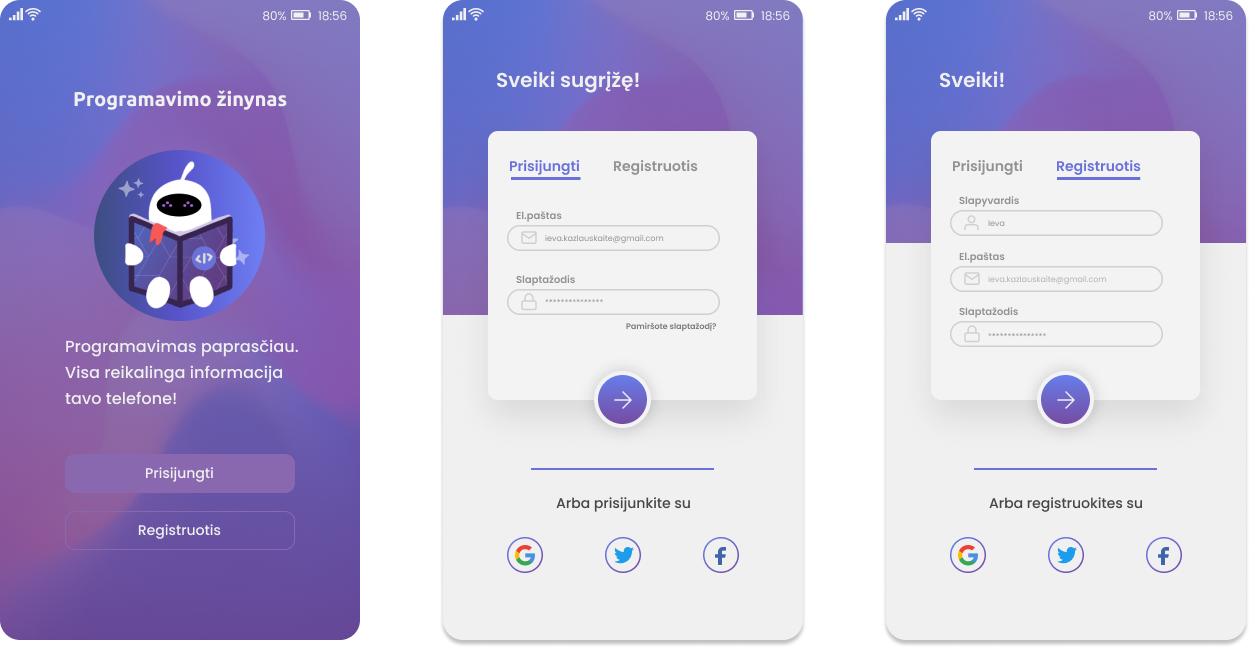 80% 18:56
Programavimo žinynas
</>
Programavimas paprasčiau.
Visa reikalinga informacija
tavo telefone!
Prisijungti
Registruotis
80% 18:56
Sveiki sugrįžę!
Prisijungti Registruotis
El.paštas
ieva.kazlauskaite@gmail.com
Slaptažodis
***************
Pamiršote slaptažodį?
Arba prisijunkite su
80% 18:56
Sveiki!
Prisijungti Registruotis
Slapyvardis
Ieva
El.paštas
ieva.kazlauskaite@gmail.com
Slaptažodis
***************
Arba registruokites su